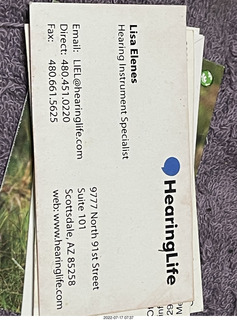 HearingLife
Lisa Elenes
Hearing Instrument Specialist
Email: LIEL@hearinglife.com
Direct: 480.451.0220
Fax: 480.661.5625
9777 North 91st Street
Suite 101
Scottsdale, AZ 85258
web: www.hearinglife.com
2022-07-17 07:37